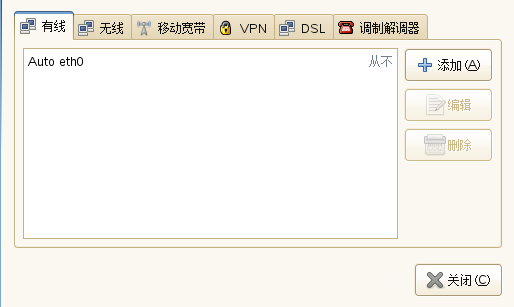 有线 无线 移动宽带 VPN DSL 调制解调器
Auto eth0 从不
添加(A)
编辑
删除
关闭(C)